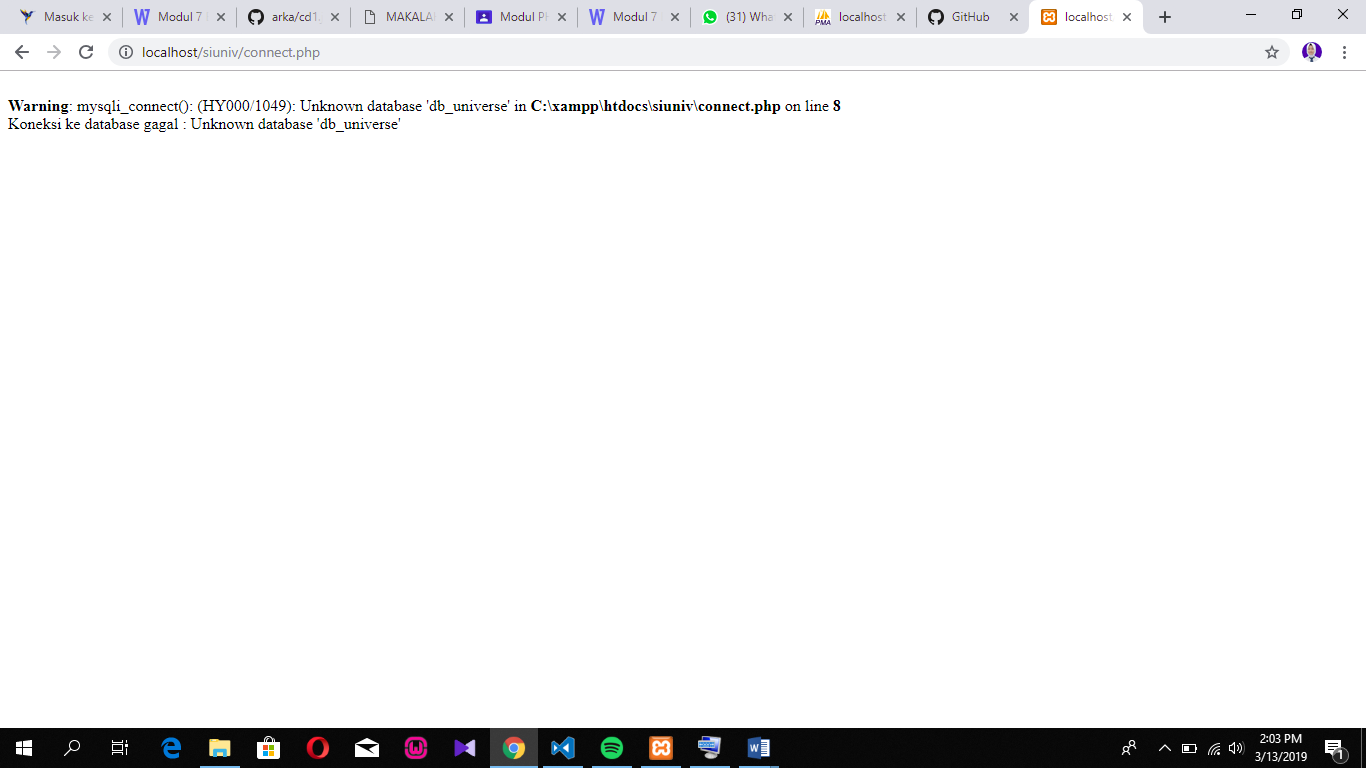 Masuk ke
Modul 7
arka/cd1
MAKALA
Modul P
Modul 7
(31) Wha
localhost
GitHub
localhost
localhost/siuniv/connect.php
Warning: mysqli_connect(): (HY000/1049): Unknown database 'db_universe' in C:\xampp\htdocs\siuniv\connect.php on line 8
Koneksi ke database gagal : Unknown database 'db_universe'
2:03 PM
3/13/2019
1